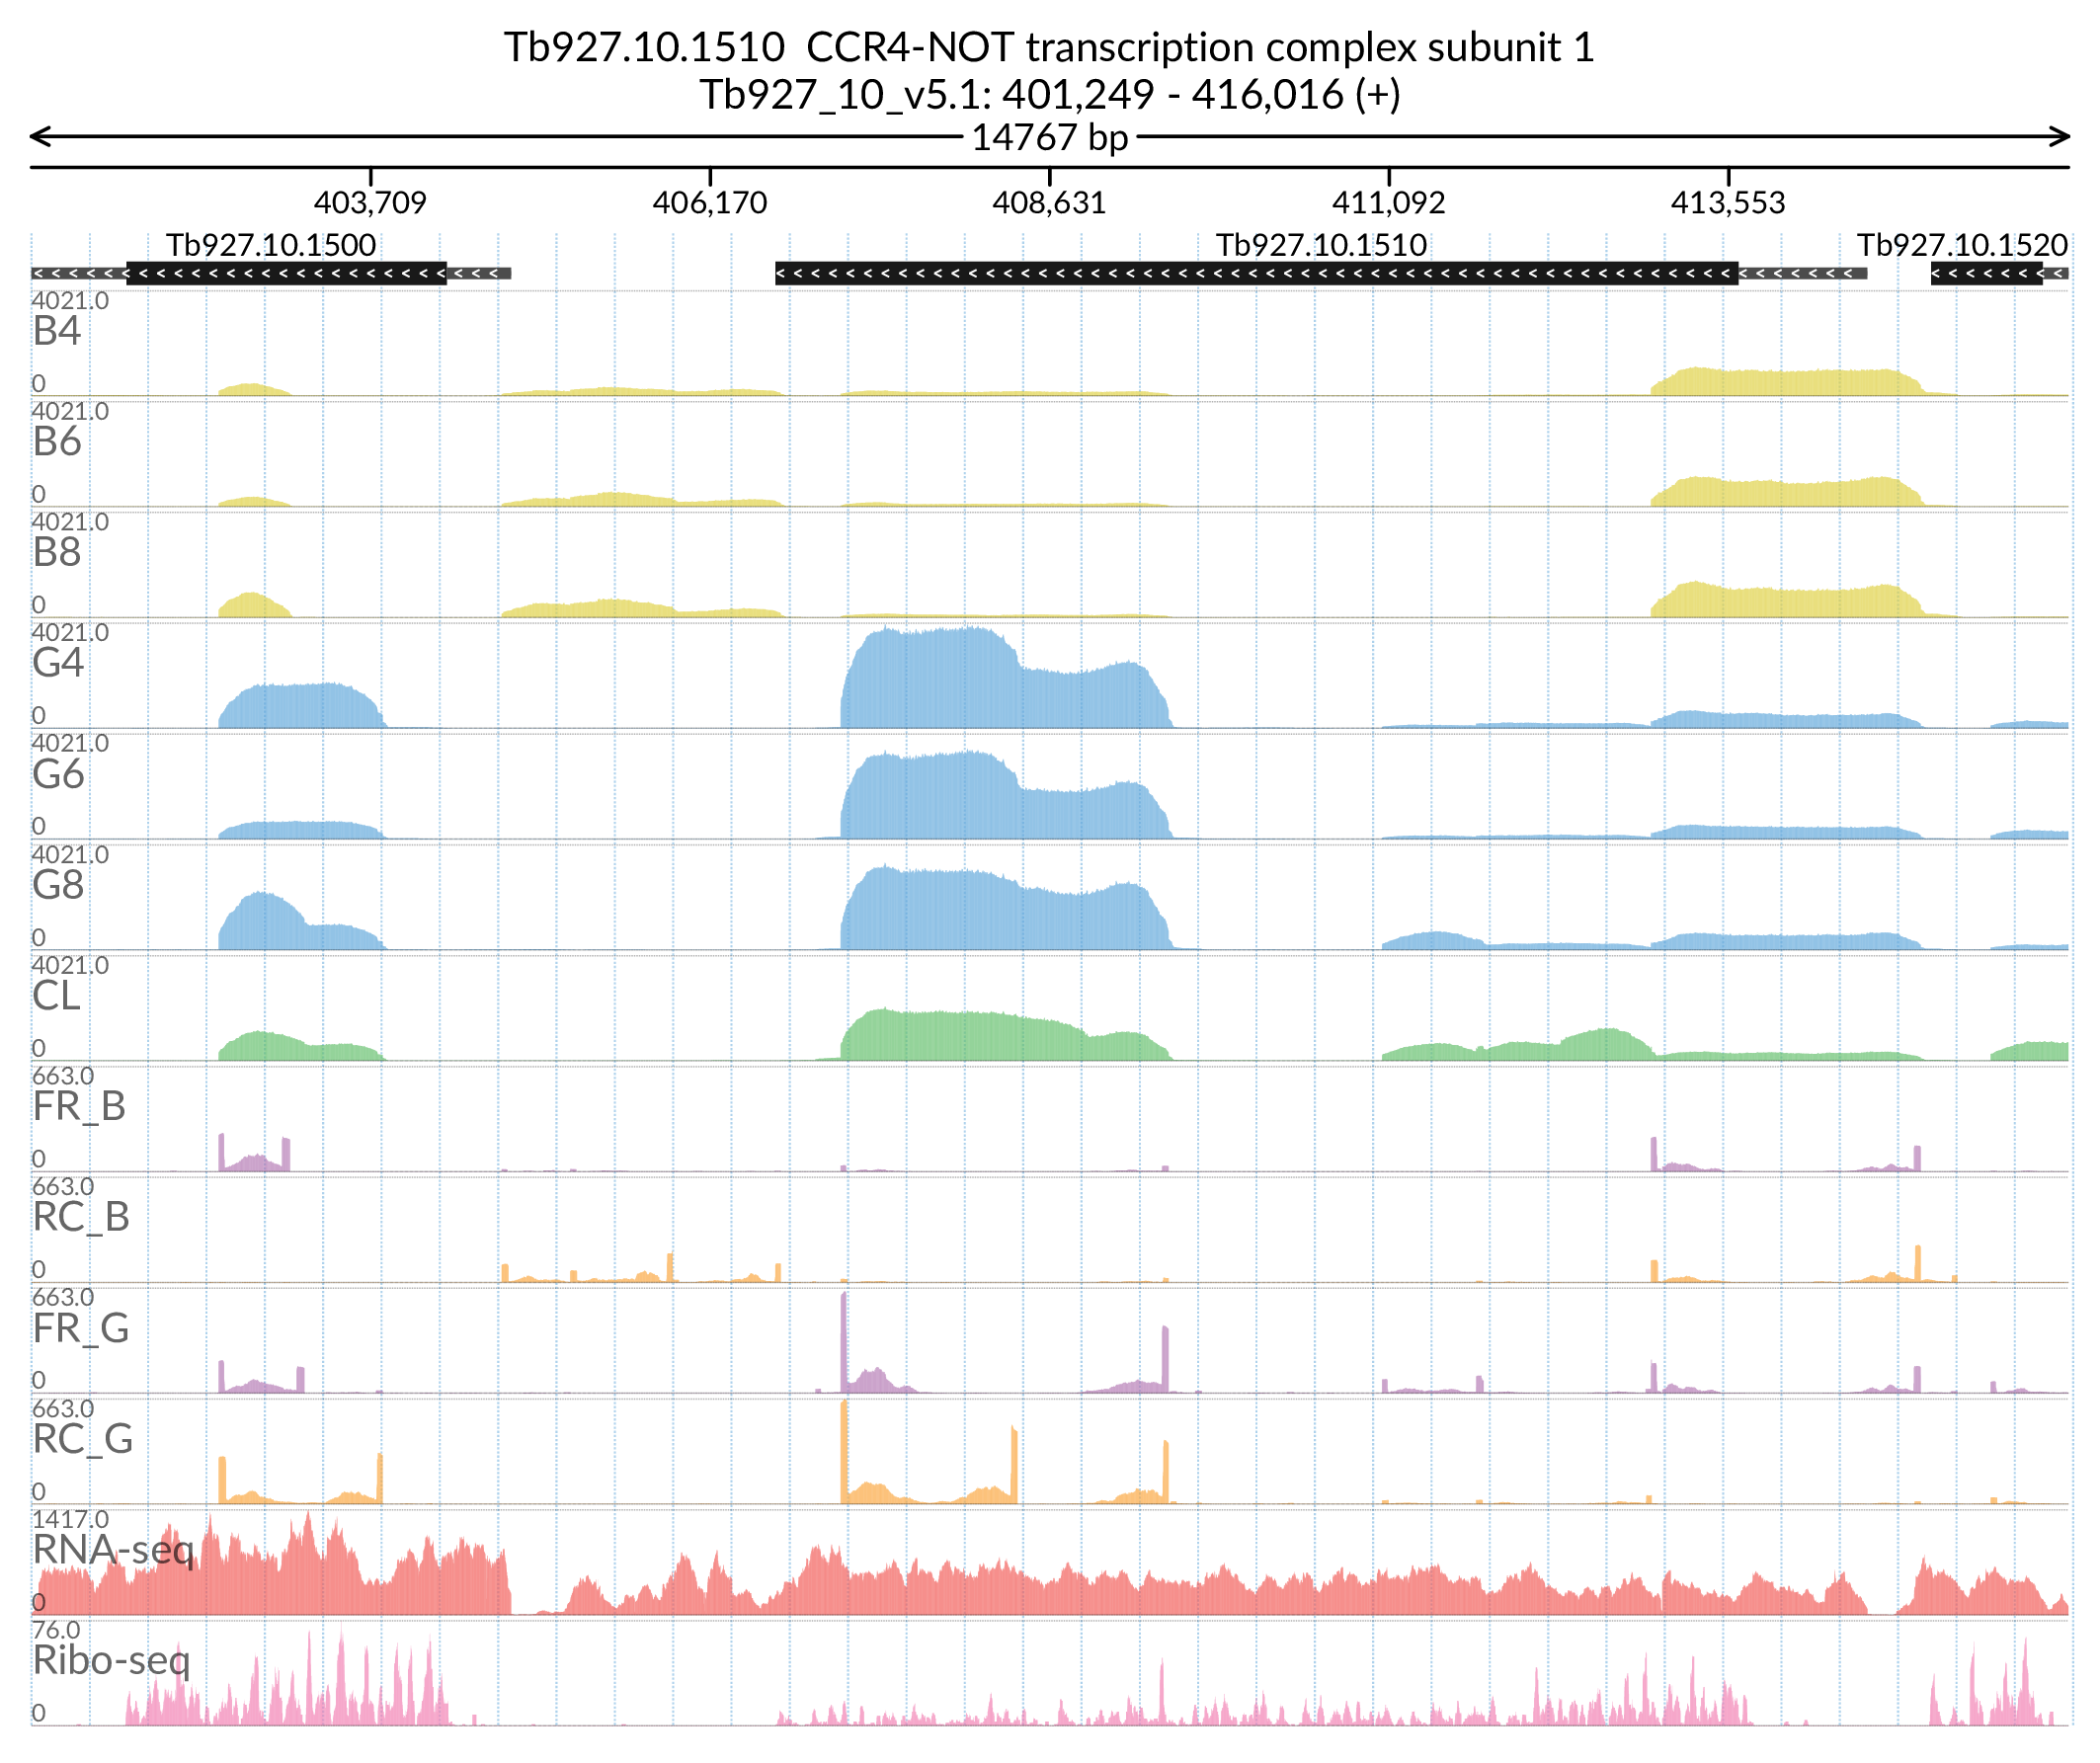 Tb927.10.1510 CCR4-NOT transcription complex subunit 1
Tb927_10_v5.1: 401,249 - 416,016 (+)
14767 bp
403,709 406,170 408,631 411,092 413,553
Tb927.10.1500 Tb927.10.1510 Tb927.10.1520
4021.0
B4
0
4021.0
B6
0
4021.0
B8
0
4021.0
G4
0
4021.0
G6
0
4021.0
G8
0
4021.0
CL
0
663.0
FR_B
0
663.0
RC_B
0
663.0
FR_G
0
663.0
RC_G
0
1417.0
RNA-seq
0
76.0
Ribo-seq
0